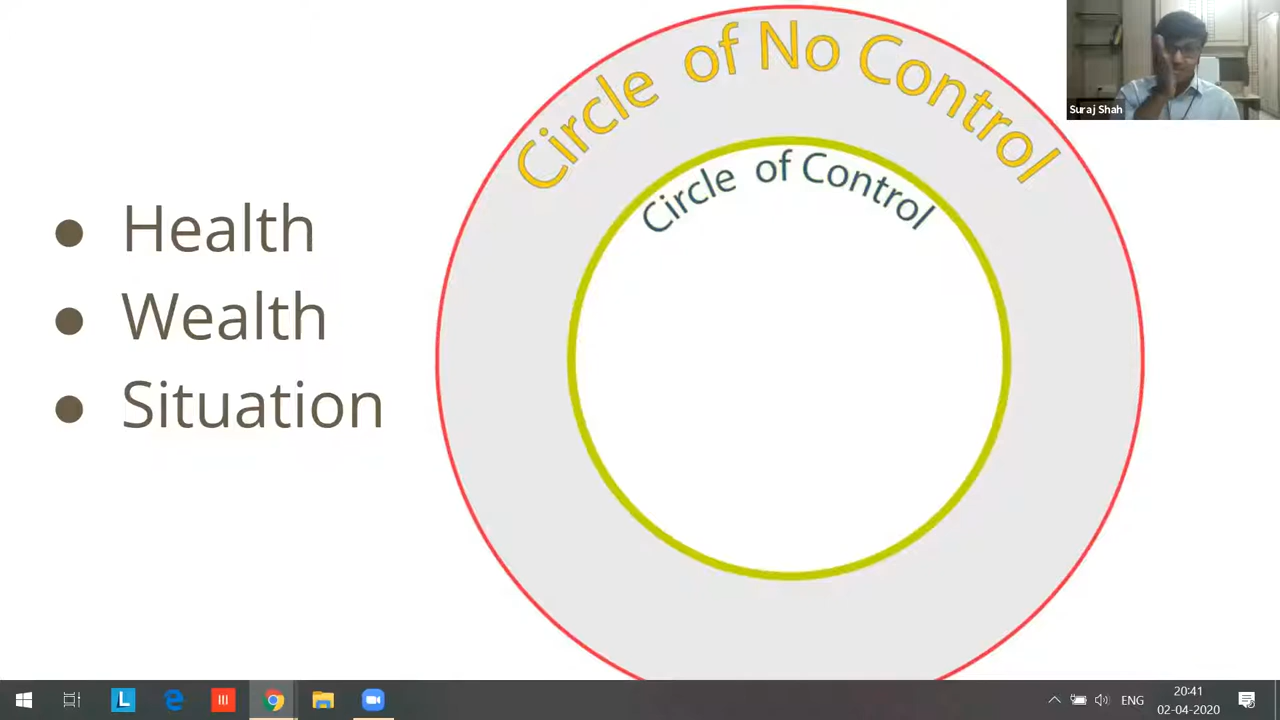 Circle of No Control
Suraj Shah
Circle of Control
● Health
● Wealth
● Situation
L
ENG
20:41
02-04-2020